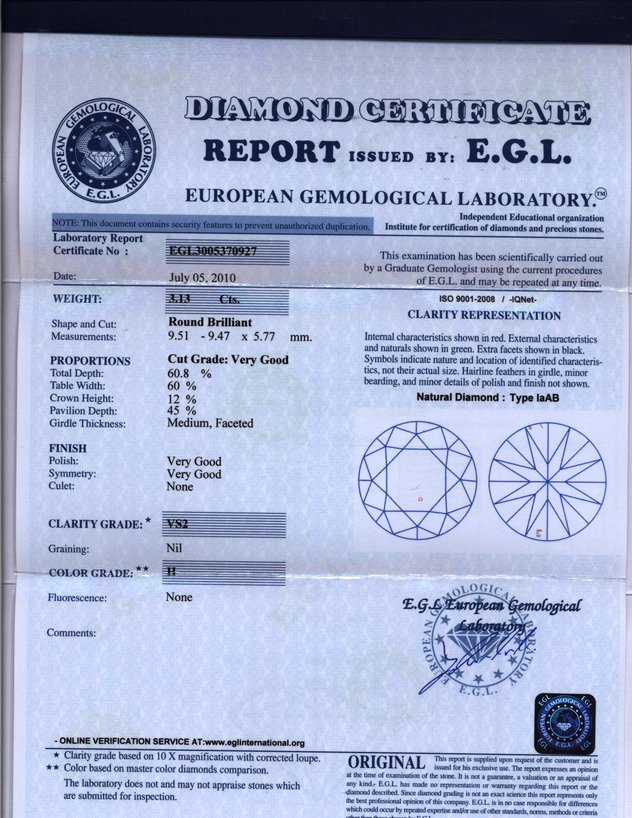 EUROPEAN GEMOLOGICAL LABORATORY
E.G.L.
DIAMOND CERTIFICATE
REPORT ISSUED BY: E.G.L.
EUROPEAN GEMOLOGICAL LABORATORY.™
NOTE: This document contains security features to prevent unauthorized duplication.
Independent Educational organization
Institute for certification of diamonds and precious stones.
Laboratory Report
Certificate No : EGL3005370927
Date: July 05, 2010
WEIGHT: 3.13 Cts.
Shape and Cut: Round Brilliant
Measurements: 9.51 - 9.47 x 5.77 mm.
PROPORTIONS Cut Grade: Very Good
Total Depth: 60.8 %
Table Width: 60 %
Crown Height: 12 %
Pavilion Depth: 45 %
Girdle Thickness: Medium, Faceted
FINISH
Polish: Very Good
Symmetry: Very Good
Culet: None
CLARITY GRADE: * VS2
Graining: Nil
COLOR GRADE: ** H
Fluorescence: None
Comments:
This examination has been scientifically carried out
by a Graduate Gemologist using the current procedures
of E.G.L. and may be repeated at any time.
ISO 9001-2008 / -IQNet-
CLARITY REPRESENTATION
Internal characteristics shown in red. External characteristics
and naturals shown in green. Extra facets shown in black.
Symbols indicate nature and location of identified characteris-
tics, not their actual size. Hairline feathers in girdle, minor
bearding, and minor details of polish and finish not shown.
Natural Diamond : Type IaAB
E.G.L European Gemological
Laboratory
EUROPEAN GEMOLOGICAL LABORATORY
E.G.L.
EGL EGL
EUROPEAN GEMOLOGICAL LABORATORY
E.G.L.
EGL EGL
- ONLINE VERIFICATION SERVICE AT:www.eglinternational.org
* Clarity grade based on 10 X magnification with corrected loupe.
** Color based on master color diamonds comparison.
The laboratory does not and may not appraise stones which
are submitted for inspection.
ORIGINAL This report is supplied upon request of the customer and is
issued for his exclusive use. The report expresses an opinion
at the time of examination of the stone. It is not a guarantee, a valuation or an appraisal of
any kind.- E.G.L. has made no representation or warranty regarding this report or the
diamond described. Since diamond grading is not an exact science this report represents only
the best professional opinion of this company. E.G.L. is in no case responsible for differences
which could occur by repeated expertise and/or use of other standards, norms, methods or criteria